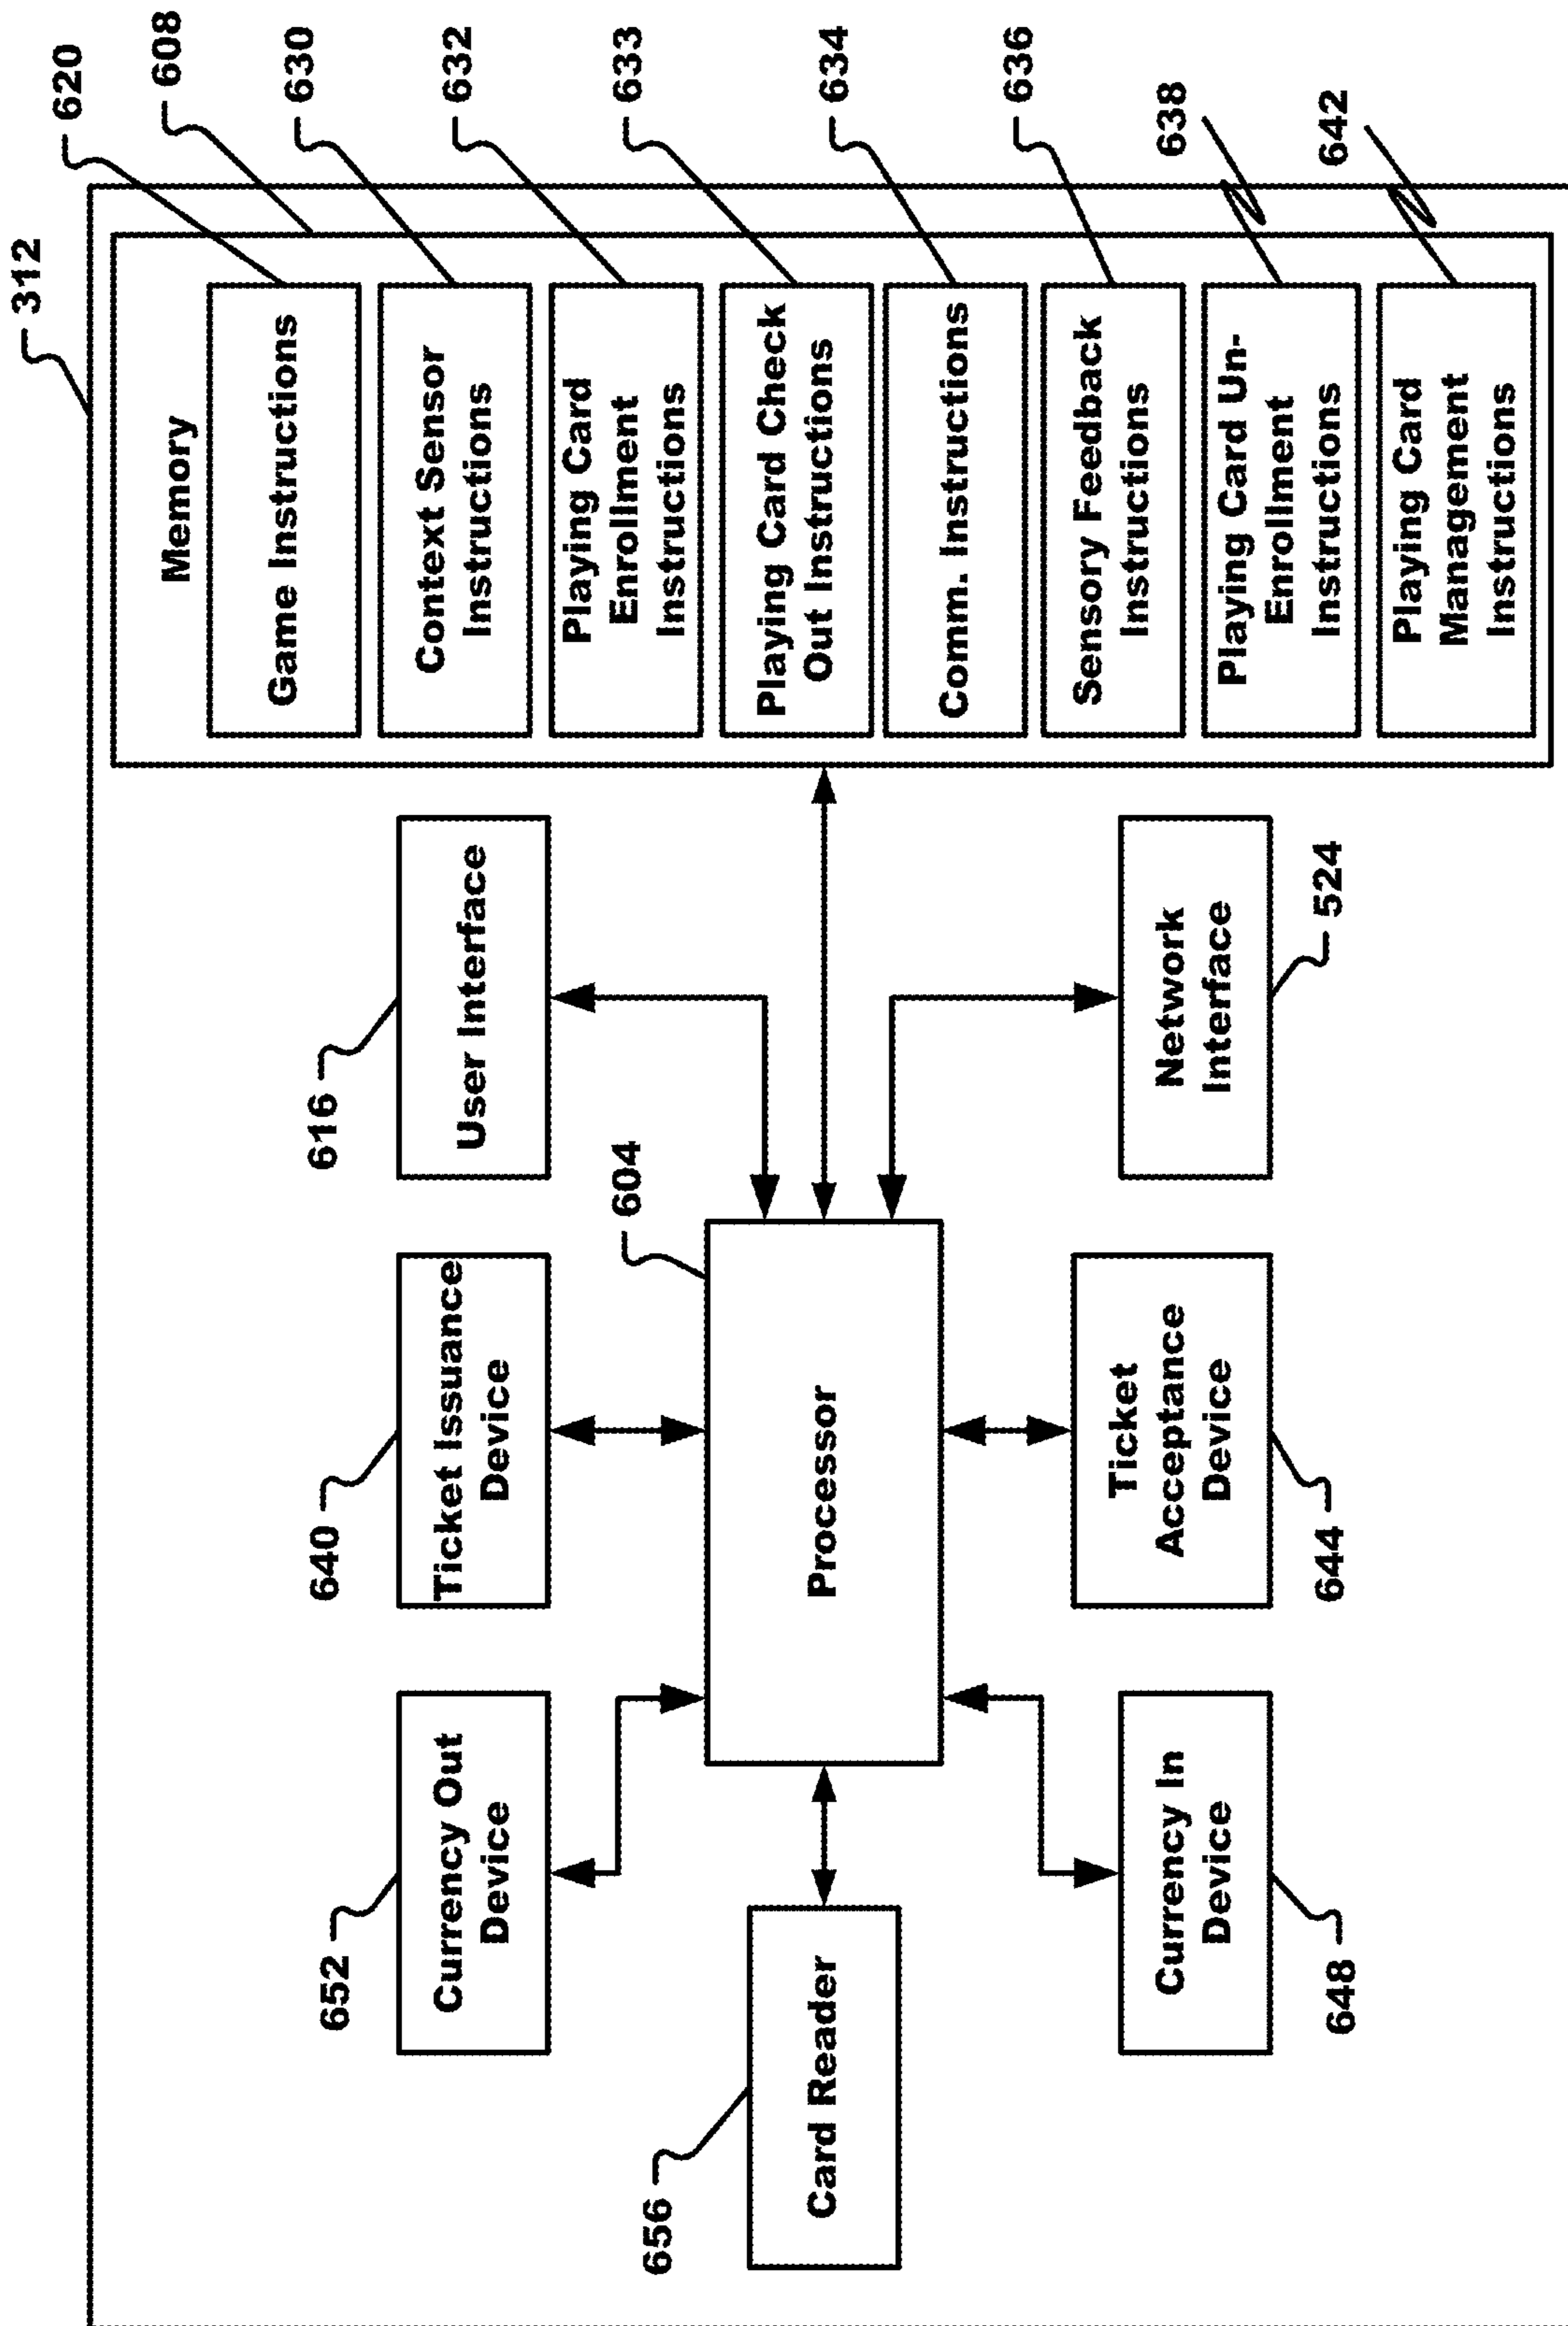 312
Memory
620
Game Instructions
608
630
Context Sensor
Instructions
632
Playing Card
Enrollment
Instructions
633
Playing Card Check
Out Instructions
634
Comm. Instructions
636
Sensory Feedback
Instructions
638
Playing Card Un-
Enrollment
Instructions
642
Playing Card
Management
Instructions
616
User Interface
Network
Interface
524
604
Processor
640
Ticket Issuance
Device
Ticket
Acceptance
Device
644
652
Currency Out
Device
Currency In
Device
648
656
Card Reader